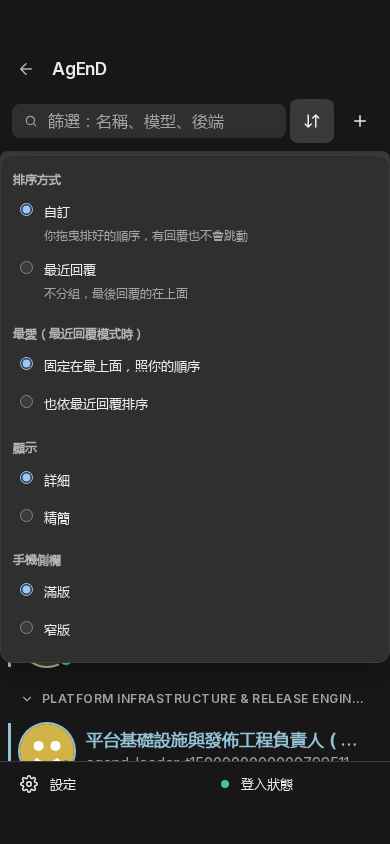 AgEnD
篩選：名稱、模型、後端
排序方式
自訂
你拖曳排好的順序，有回覆也不會跳動
最近回覆
不分組，最後回覆的在上面
最愛（最近回覆模式時）
固定在最上面，照你的順序
也依最近回覆排序
顯示
詳細
精簡
手機側欄
滿版
窄版
PLATFORM INFRASTRUCTURE & RELEASE ENGIN...
平台基礎設施與發佈工程負責人（...
設定
登入狀態